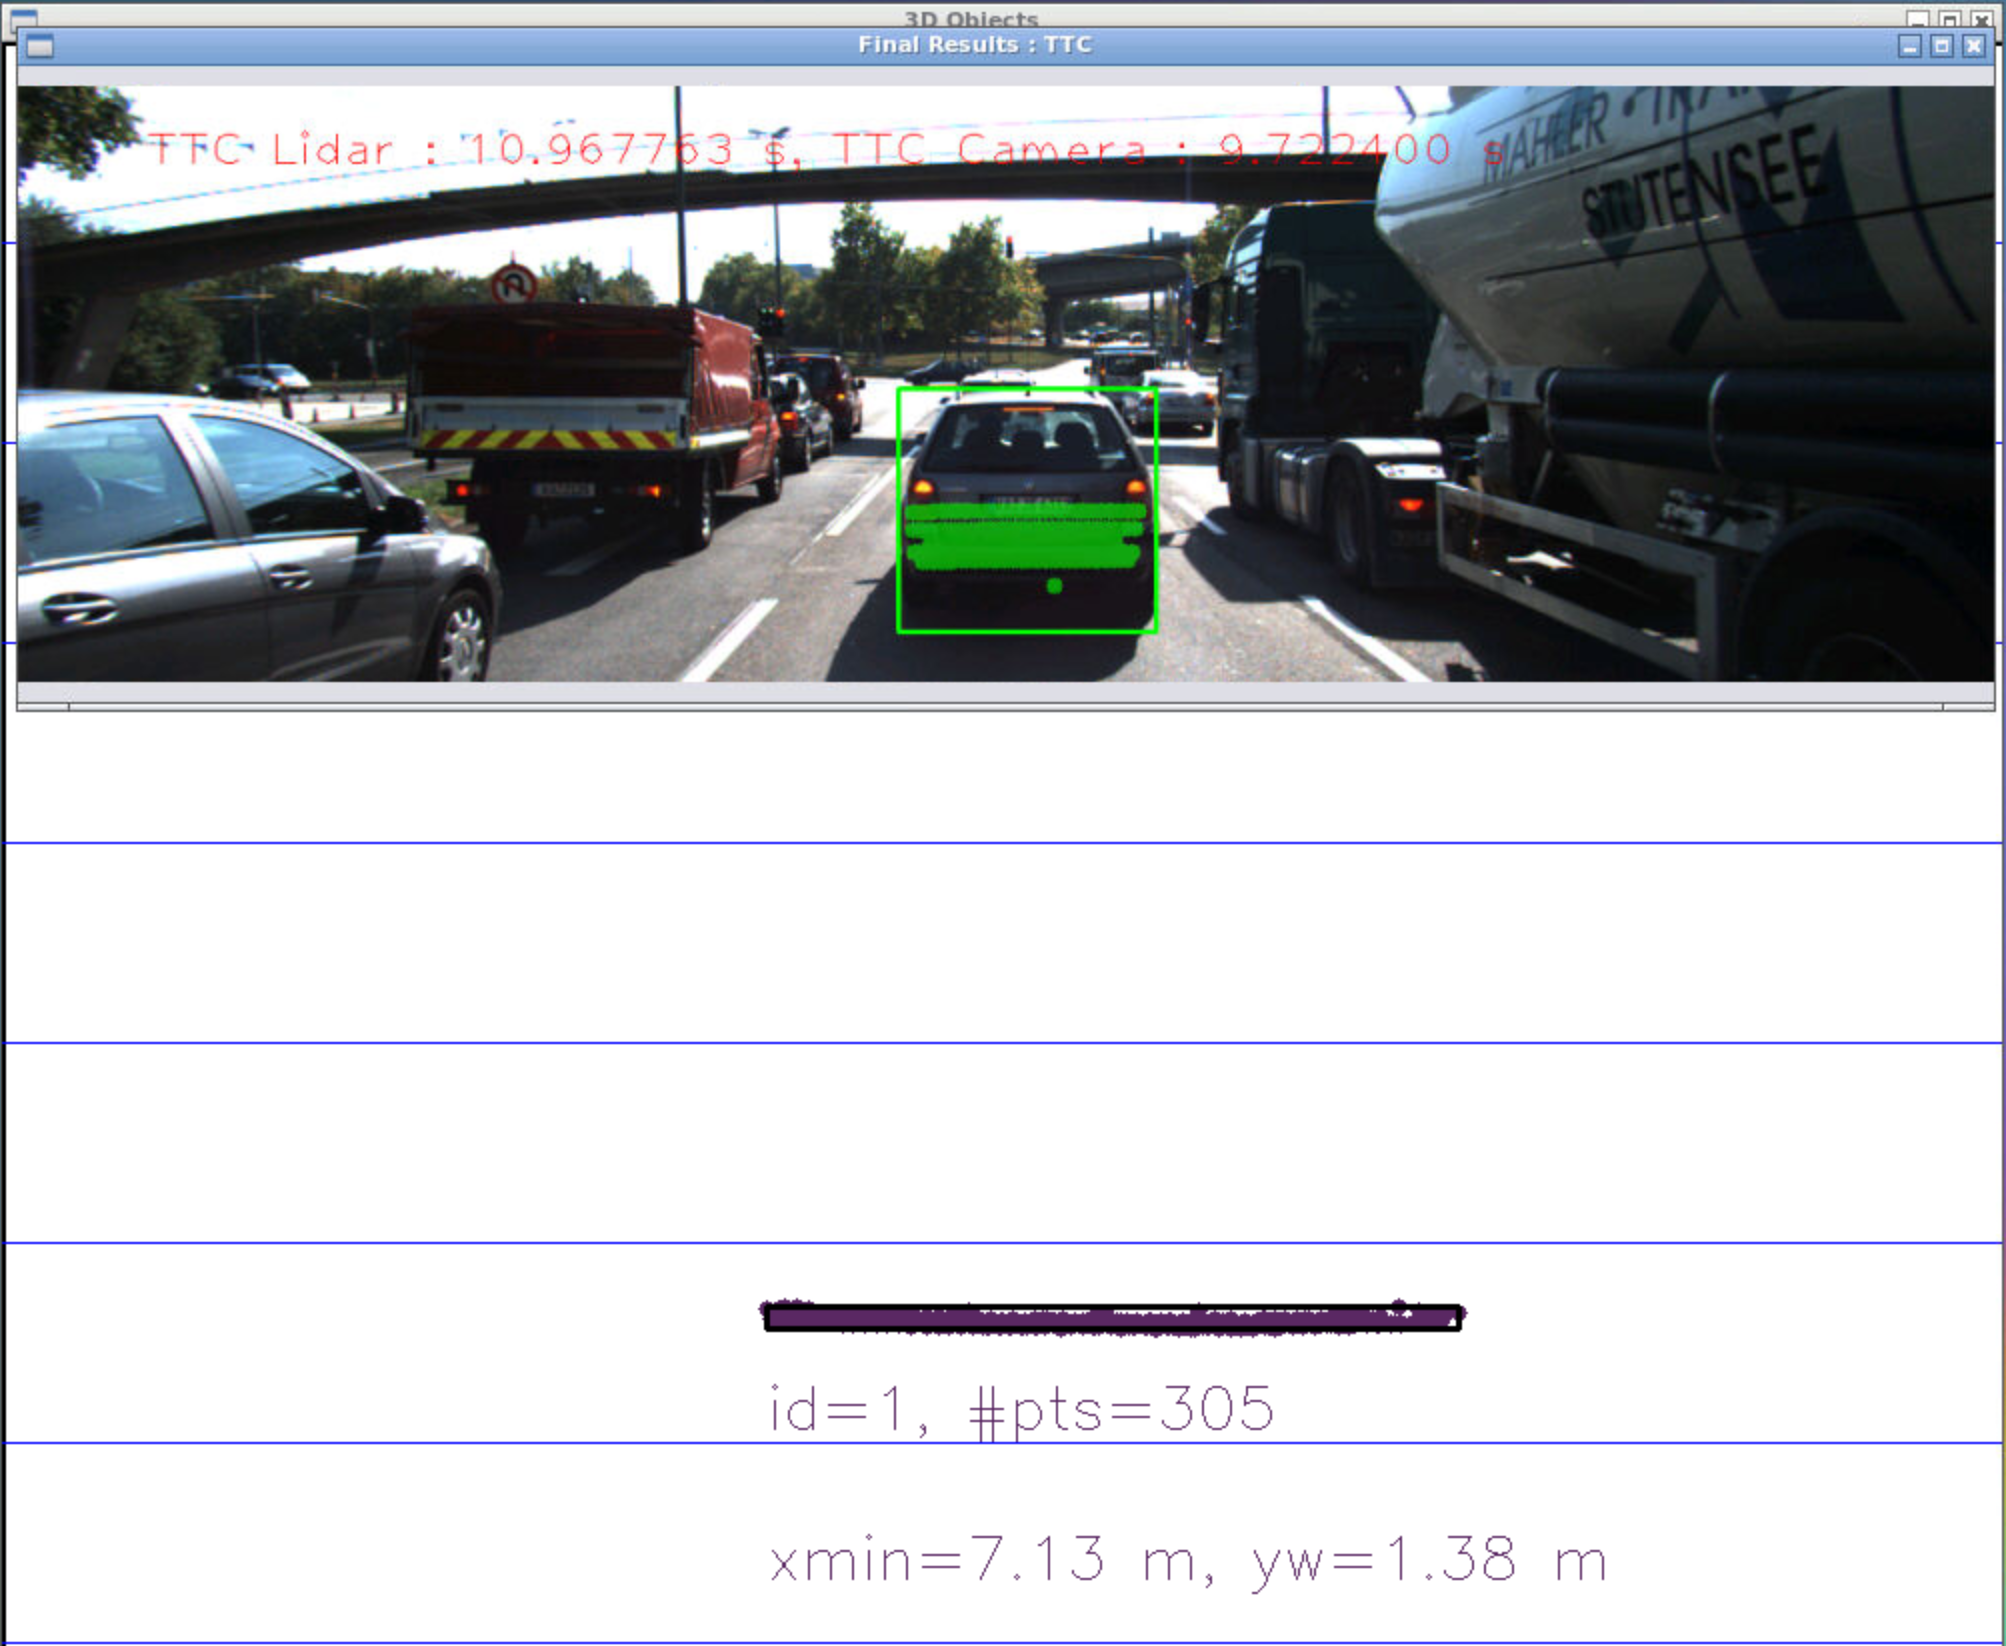 3D Objects
Final Results : TTC
TTC Lidar : 10.967763 s, TTC Camera : 9.722400 s
STUTENSEE
id=1, #pts=305
xmin=7.13 m, yw=1.38 m